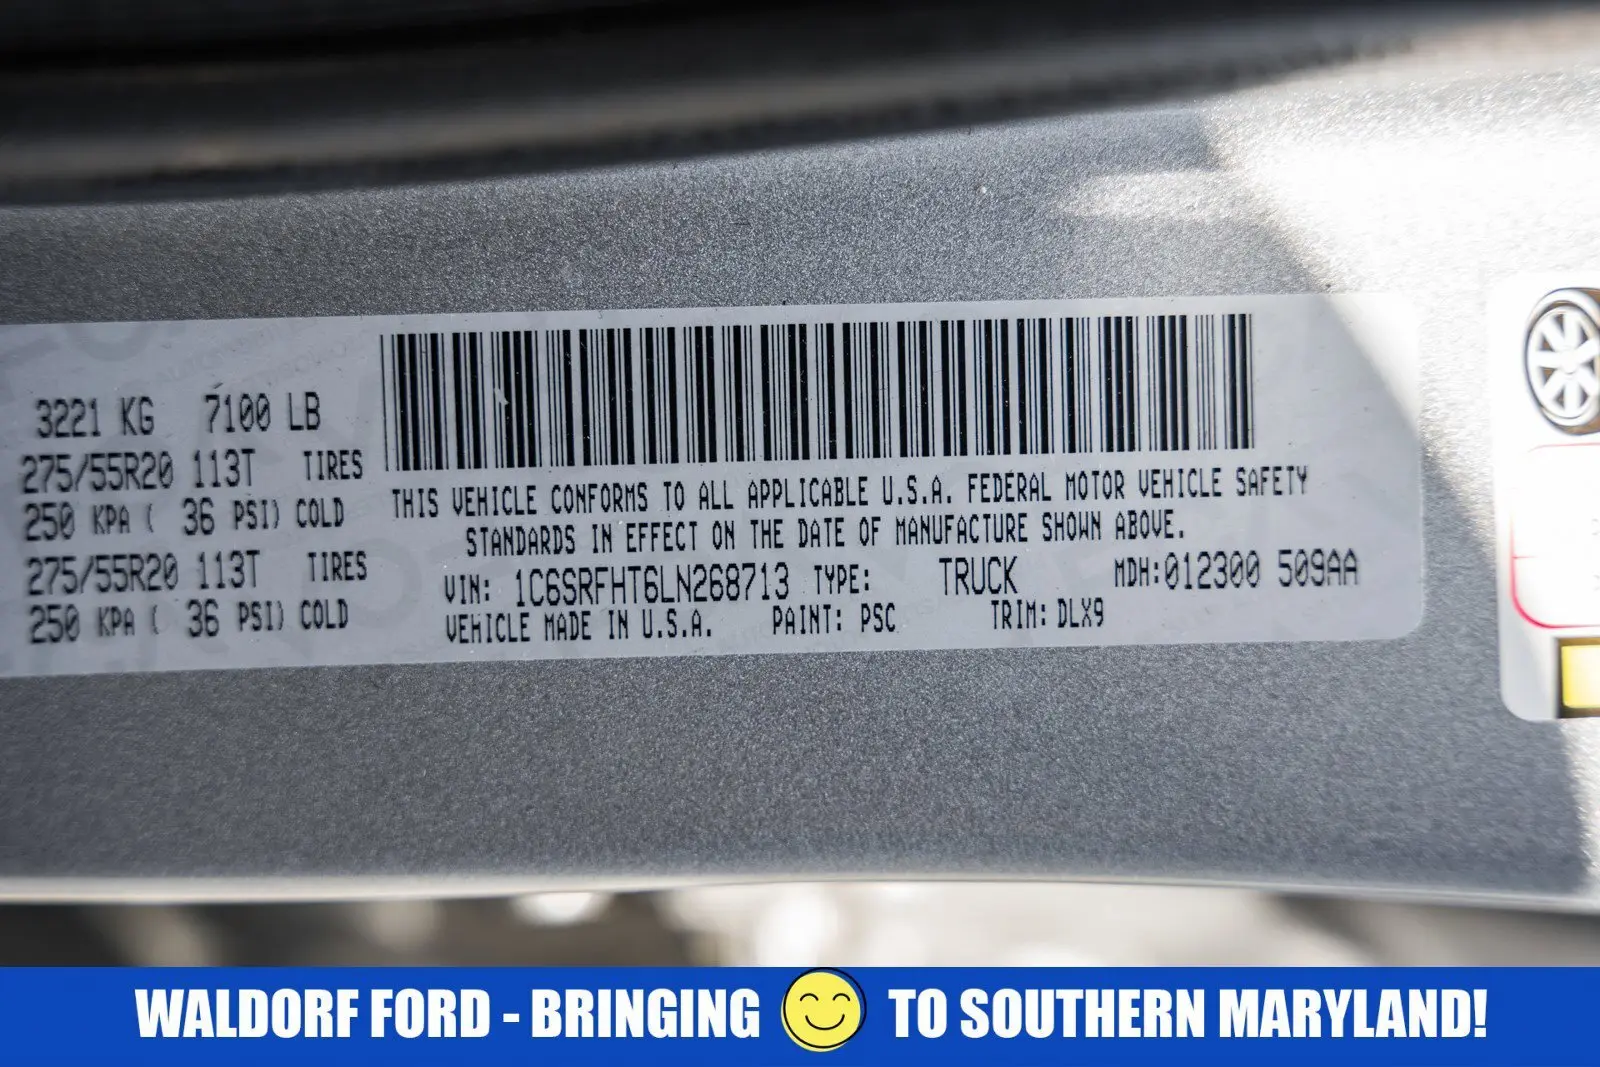 3221 KG 7100 LB
275/55R20 113T TIRES
250 KPA ( 36 PSI) COLD
275/55R20 113T TIRES
250 KPA ( 36 PSI) COLD
THIS VEHICLE CONFORMS TO ALL APPLICABLE U.S.A. FEDERAL MOTOR VEHICLE SAFETY
STANDARDS IN EFFECT ON THE DATE OF MANUFACTURE SHOWN ABOVE.
VIN: 1C6SRFHT6LN268713 TYPE: TRUCK MDH:012300 509AA
VEHICLE MADE IN U.S.A. PAINT: PSC TRIM: DLX9
WALDORF FORD - BRINGING TO SOUTHERN MARYLAND!